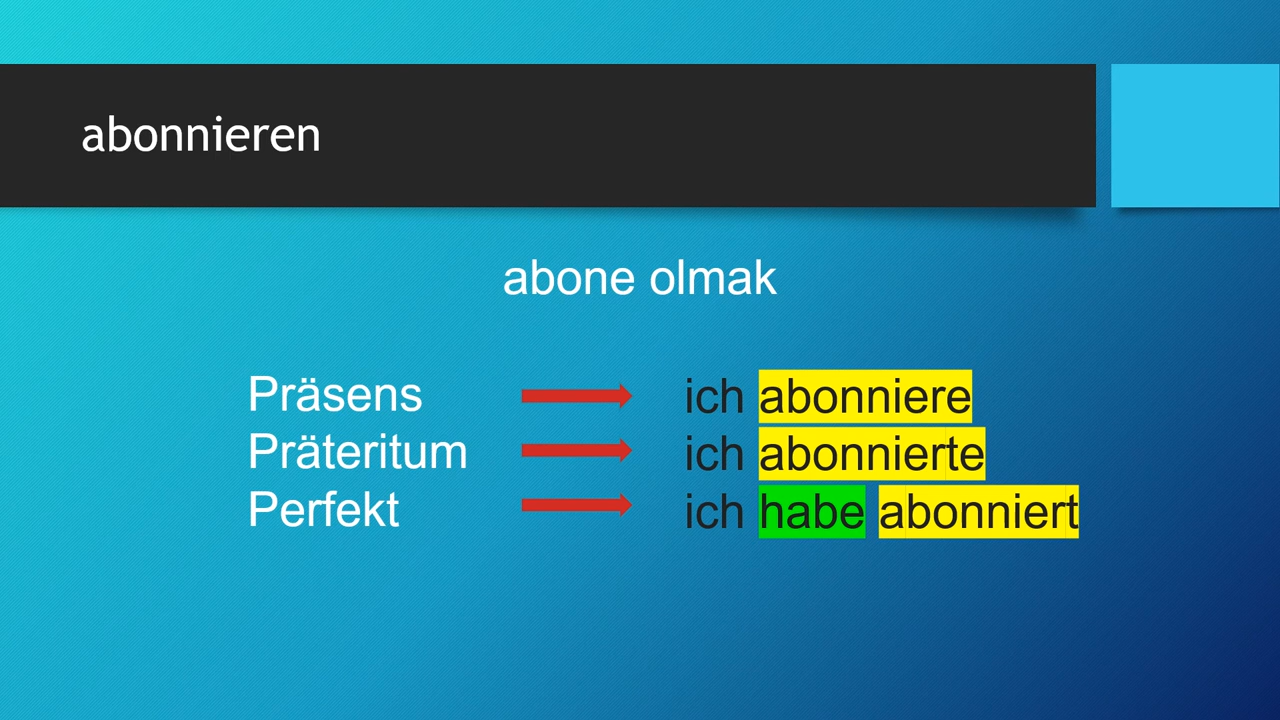 abonnieren
abone olmak
Präsens ich abonniere
Präteritum ich abonnierte
Perfekt ich habe abonniert